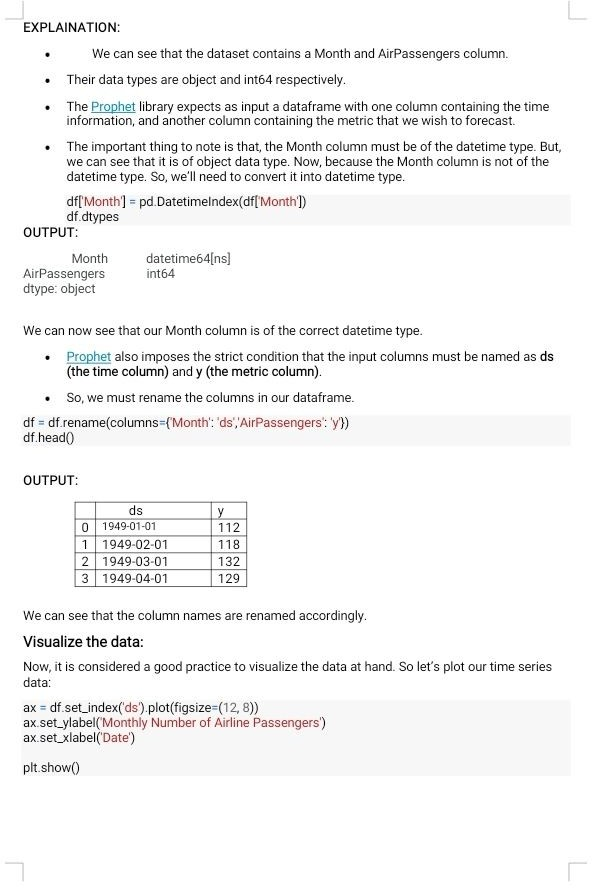 EXPLAINATION:
• We can see that the dataset contains a Month and AirPassengers column.
• Their data types are object and int64 respectively.
• The Prophet library expects as input a dataframe with one column containing the time
information, and another column containing the metric that we wish to forecast.
• The important thing to note is that, the Month column must be of the datetime type. But,
we can see that it is of object data type. Now, because the Month column is not of the
datetime type. So, we'll need to convert it into datetime type.
df['Month'] = pd.DatetimeIndex(df['Month'])
df.dtypes
OUTPUT:
Month datetime64[ns]
AirPassengers int64
dtype: object
We can now see that our Month column is of the correct datetime type.
• Prophet also imposes the strict condition that the input columns must be named as ds
(the time column) and y (the metric column).
• So, we must rename the columns in our dataframe.
df = df.rename(columns={'Month': 'ds','AirPassengers': 'y'})
df.head()
OUTPUT:
ds y
0 1949-01-01 112
1 1949-02-01 118
2 1949-03-01 132
3 1949-04-01 129
We can see that the column names are renamed accordingly.
Visualize the data:
Now, it is considered a good practice to visualize the data at hand. So let's plot our time series
data:
ax = df.set_index('ds').plot(figsize=(12, 8))
ax.set_ylabel('Monthly Number of Airline Passengers')
ax.set_xlabel('Date')
plt.show()